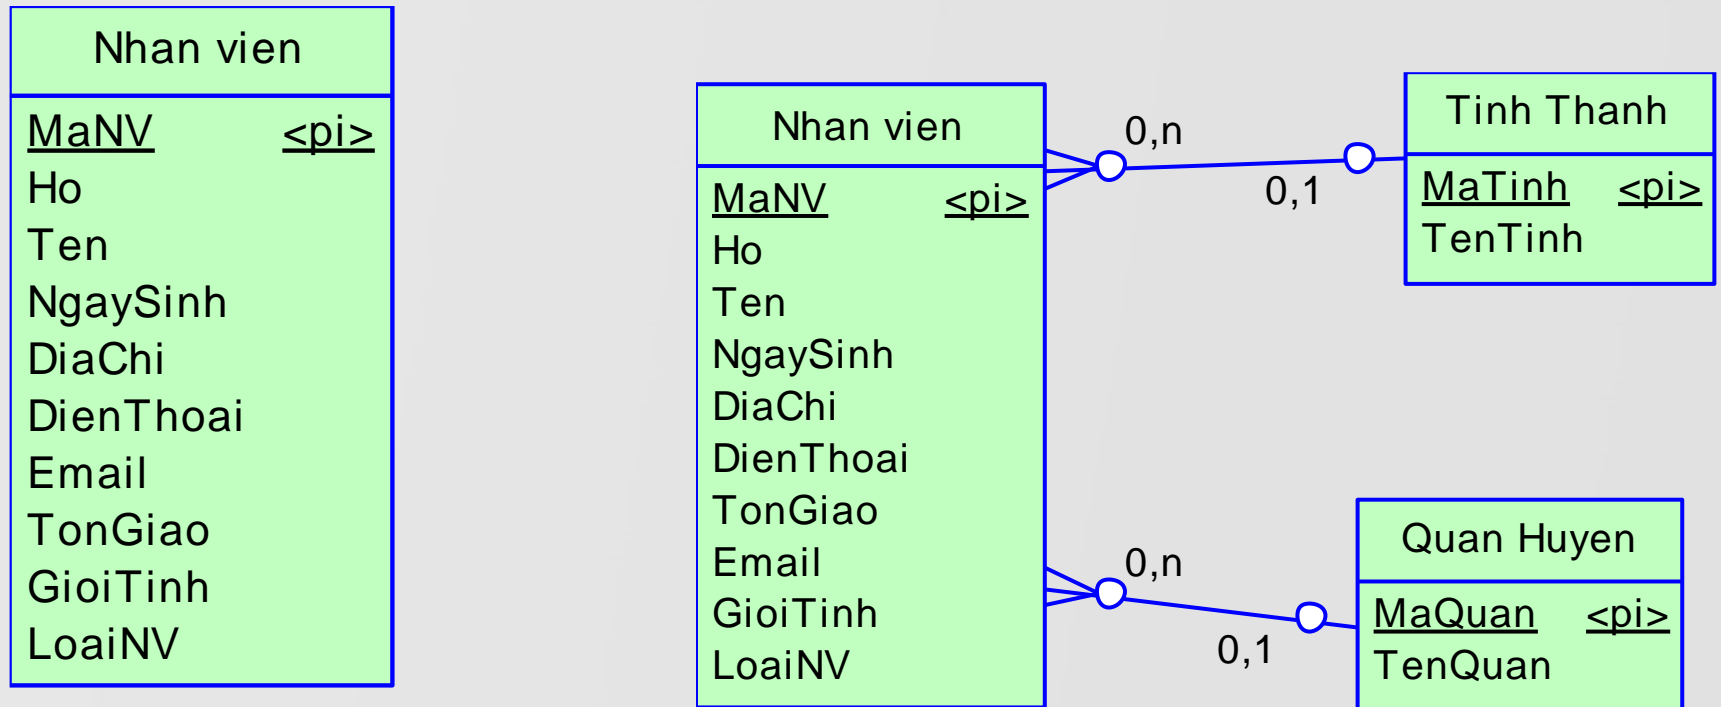 Nhan vien
MaNV <pi>
Ho
Ten
NgaySinh
DiaChi
DienThoai
Email
TonGiao
GioiTinh
LoaiNV
Nhan vien
MaNV <pi>
Ho
Ten
NgaySinh
DiaChi
DienThoai
TonGiao
Email
GioiTinh
LoaiNV
0,n
0,1
Tinh Thanh
MaTinh <pi>
TenTinh
0,n
0,1
Quan Huyen
MaQuan <pi>
TenQuan